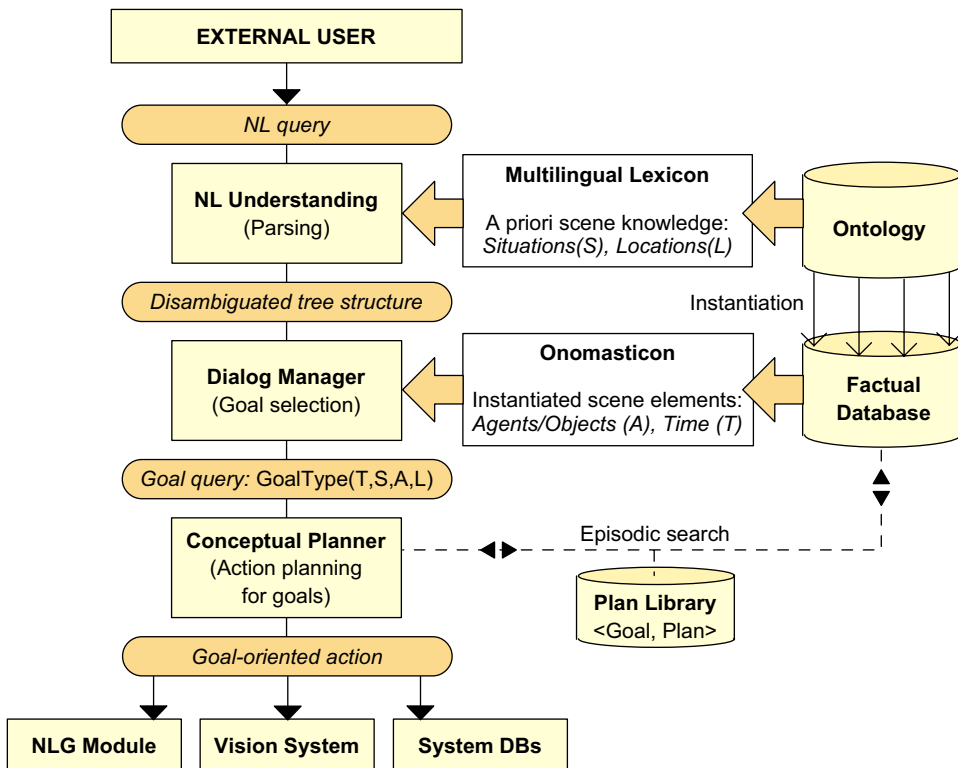 EXTERNAL USER
NL query
NL Understanding
(Parsing)
Multilingual Lexicon
A priori scene knowledge:
Situations(S), Locations(L)
Ontology
Disambiguated tree structure
Instantiation
Dialog Manager
(Goal selection)
Onomasticon
Instantiated scene elements:
Agents/Objects (A), Time (T)
Factual
Database
Goal query: GoalType(T,S,A,L)
Conceptual Planner
(Action planning
for goals)
Episodic search
Plan Library
<Goal, Plan>
Goal-oriented action
NLG Module
Vision System
System DBs